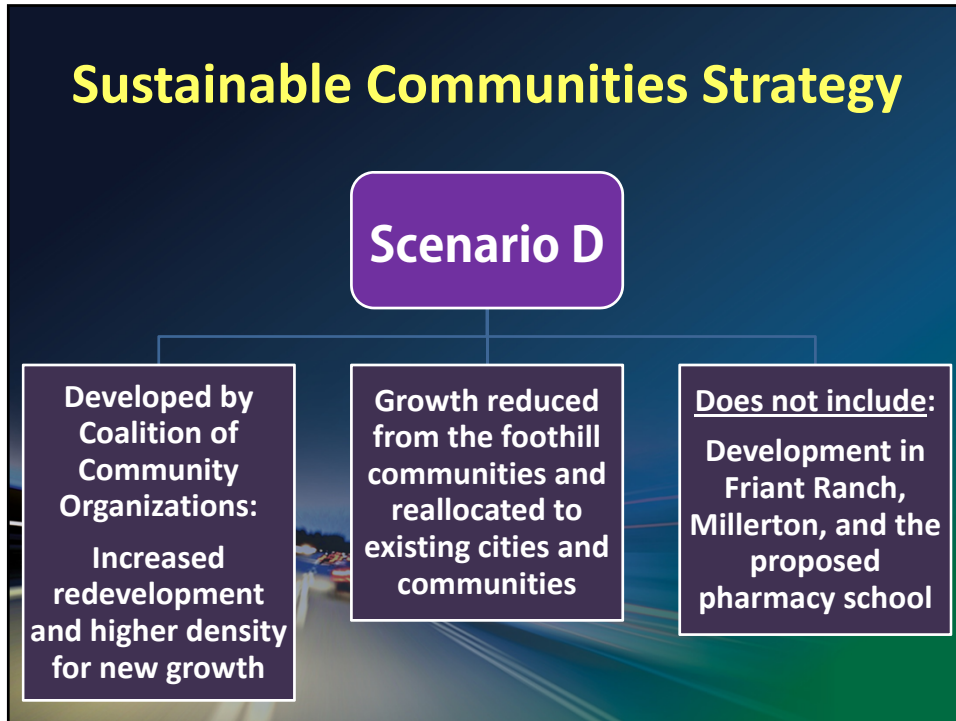 Sustainable Communities Strategy
Scenario D
Developed by
Coalition of
Community
Organizations:
Increased
redevelopment
and higher density
for new growth
Growth reduced
from the foothill
communities and
reallocated to
existing cities and
communities
Does not include:
Development in
Friant Ranch,
Millerton, and the
proposed
pharmacy school